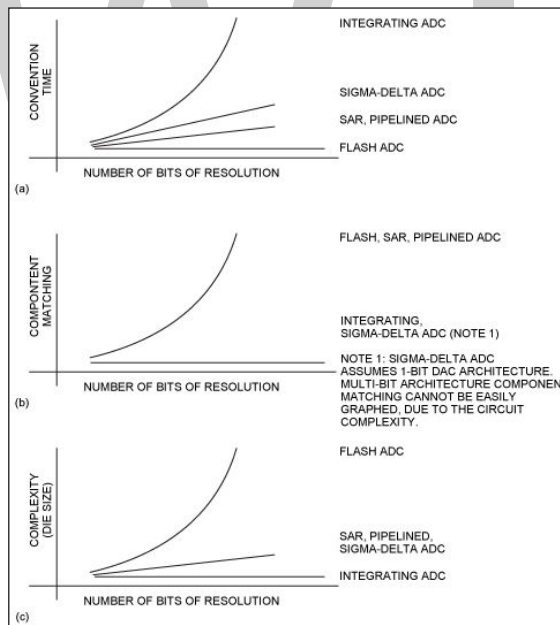 INTEGRATING ADC
CONVENTION
TIME
SIGMA-DELTA ADC
SAR, PIPELINED ADC
FLASH ADC
NUMBER OF BITS OF RESOLUTION
(a)
FLASH, SAR, PIPELINED ADC
COMPONTENT
MATCHING
INTEGRATING,
SIGMA-DELTA ADC (NOTE 1)
NOTE 1: SIGMA-DELTA ADC
ASSUMES 1-BIT DAC ARCHITECTURE.
MULTI-BIT ARCHITECTURE COMPONEN
MATCHING CANNOT BE EASILY
GRAPHED, DUE TO THE CIRCUIT
COMPLEXITY.
NUMBER OF BITS OF RESOLUTION
(b)
FLASH ADC
COMPLEXITY
(DIE SIZE)
SAR, PIPELINED,
SIGMA-DELTA ADC
INTEGRATING ADC
NUMBER OF BITS OF RESOLUTION
(c)